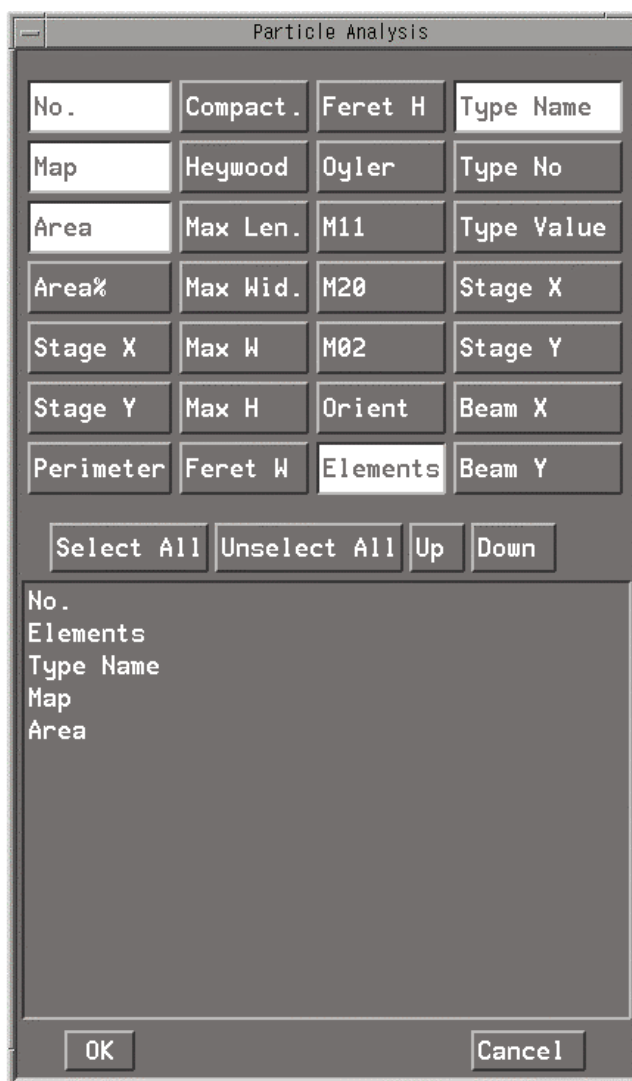 Particle Analysis
No. Compact. Feret H Type Name
Map Heywood Oyler Type No
Area Max Len. M11 Type Value
Area% Max Wid. M20 Stage X
Stage X Max W M02 Stage Y
Stage Y Max H Orient Beam X
Perimeter Feret W Elements Beam Y
Select All Unselect All Up Down
No.
Elements
Type Name
Map
Area
OK Cancel